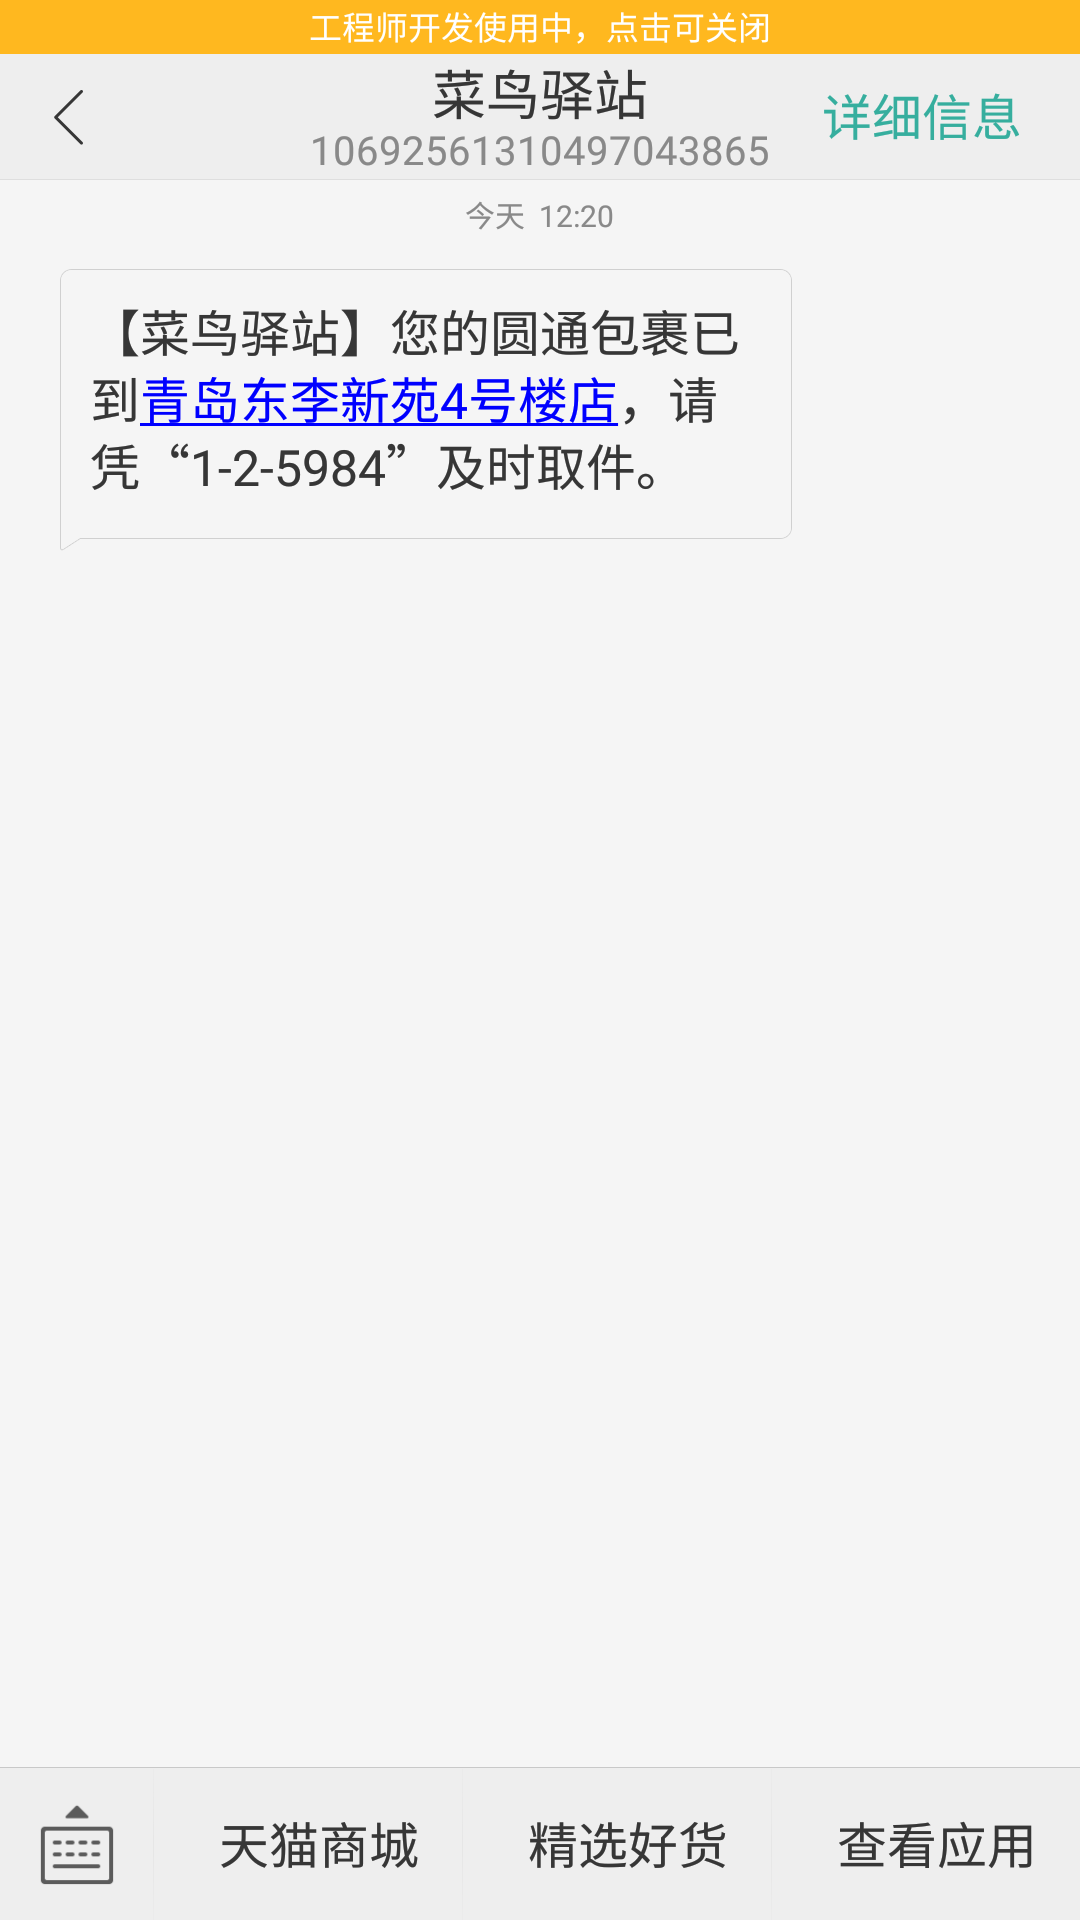 工程师开发使用中，点击可关闭
菜鸟驿站
详细信息
10692561310497043865
今天 12:20
【菜鸟驿站】您的圆通包裹已
到青岛东李新苑4号楼店，请
凭“1-2-5984”及时取件。
天猫商城
精选好货
查看应用